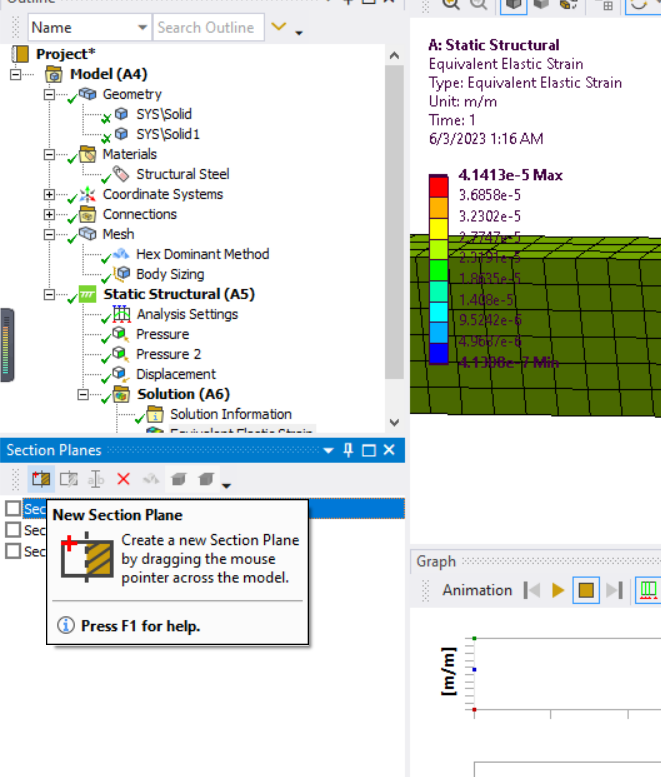 Outline
Name
Search Outline
Project*
Model (A4)
Geometry
SYS\Solid
SYS\Solid1
Materials
Structural Steel
Coordinate Systems
Connections
Mesh
Hex Dominant Method
Body Sizing
Static Structural (A5)
Analysis Settings
Pressure
Pressure 2
Displacement
Solution (A6)
Solution Information
Equivalent Elastic Strain
Section Planes
Sec
Sec
Sec
New Section Plane
Create a new Section Plane
by dragging the mouse
pointer across the model.
Press F1 for help.
A: Static Structural
Equivalent Elastic Strain
Type: Equivalent Elastic Strain
Unit: m/m
Time: 1
6/3/2023 1:16 AM
4.1413e-5 Max
3.6858e-5
3.2302e-5
2.7747e-5
2.3191e-5
1.8635e-5
1.408e-5
9.5242e-6
4.9687e-6
Min
Graph
Animation
[m/m]